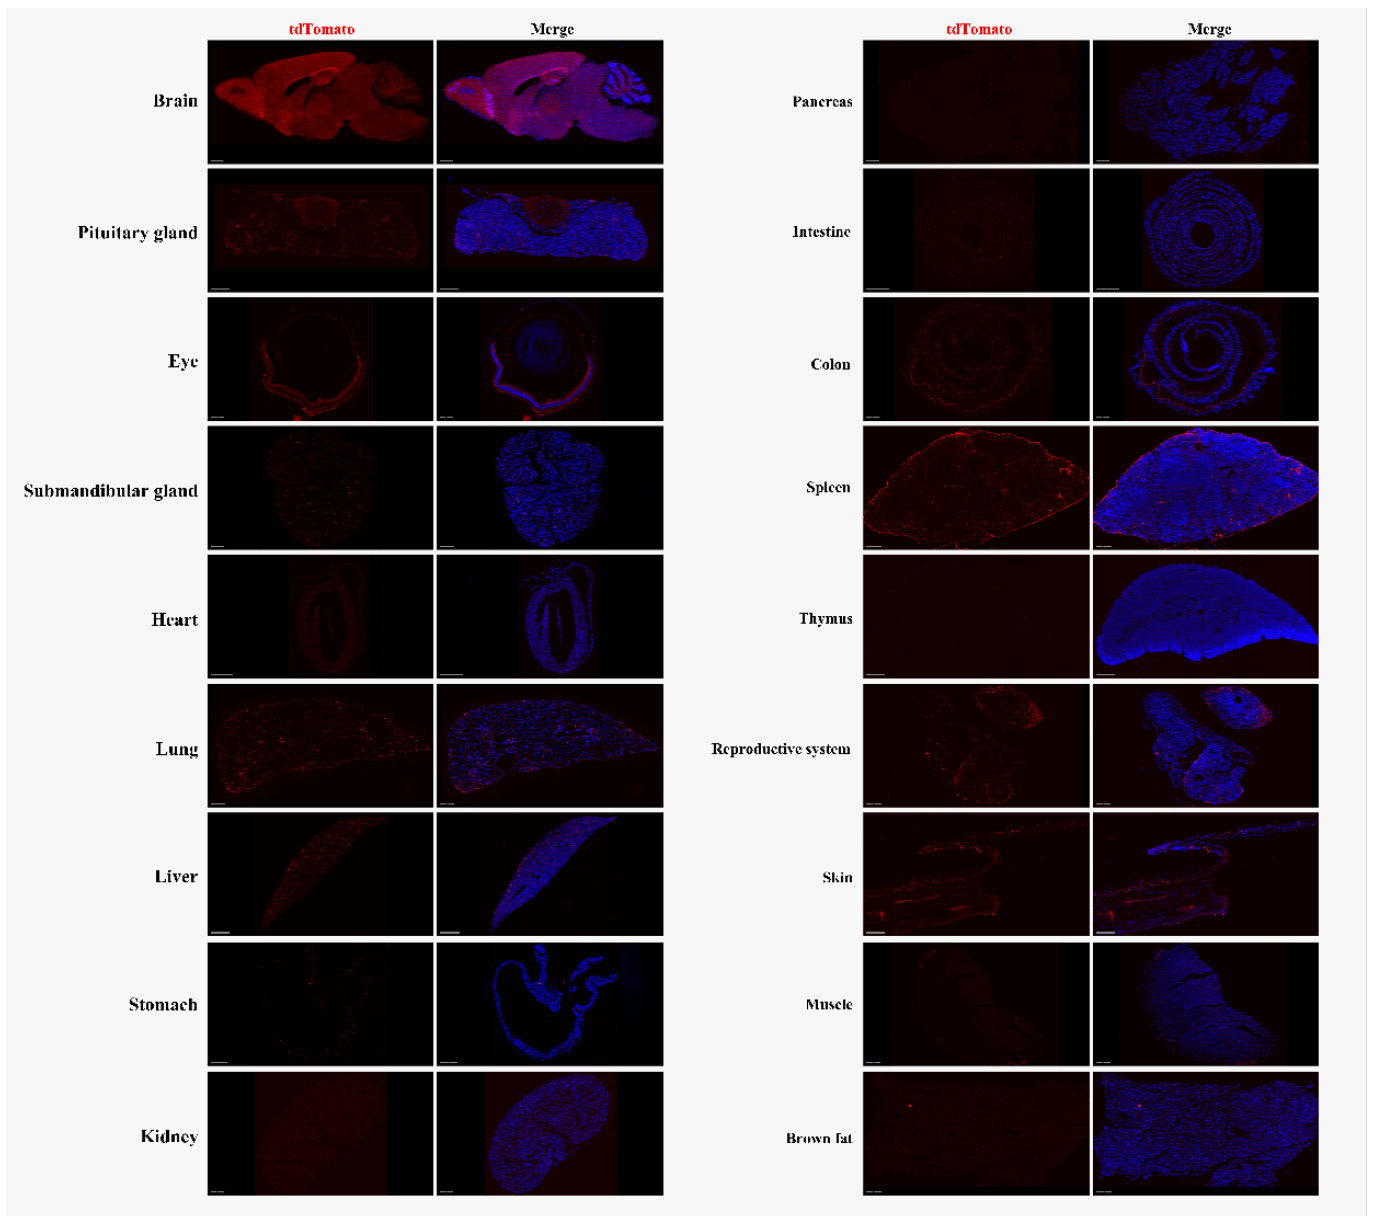 tdTomato Merge
Brain
Pituitary gland
Eye
Submandibular gland
Heart
Lung
Liver
Stomach
Kidney
tdTomato Merge
Pancreas
Intestine
Colon
Spleen
Thymus
Reproductive system
Skin
Muscle
Brown fat